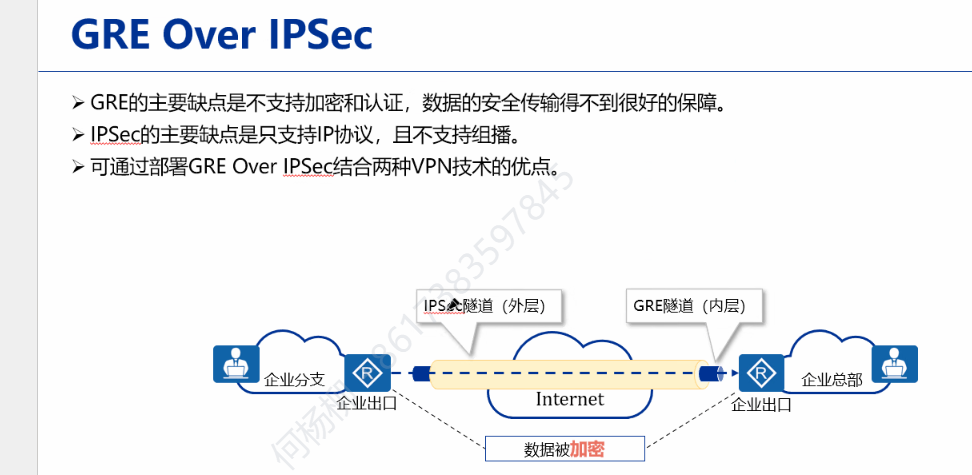 GRE Over IPSec
➢ GRE的主要缺点是不支持加密和认证，数据的安全传输得不到很好的保障。
➢ IPSec的主要缺点是只支持IP协议，且不支持组播。
➢ 可通过部署GRE Over IPSec结合两种VPN技术的优点。
IPSec隧道（外层）
GRE隧道（内层）
企业分支
R
R
企业总部
企业出口
Internet
企业出口
数据被加密